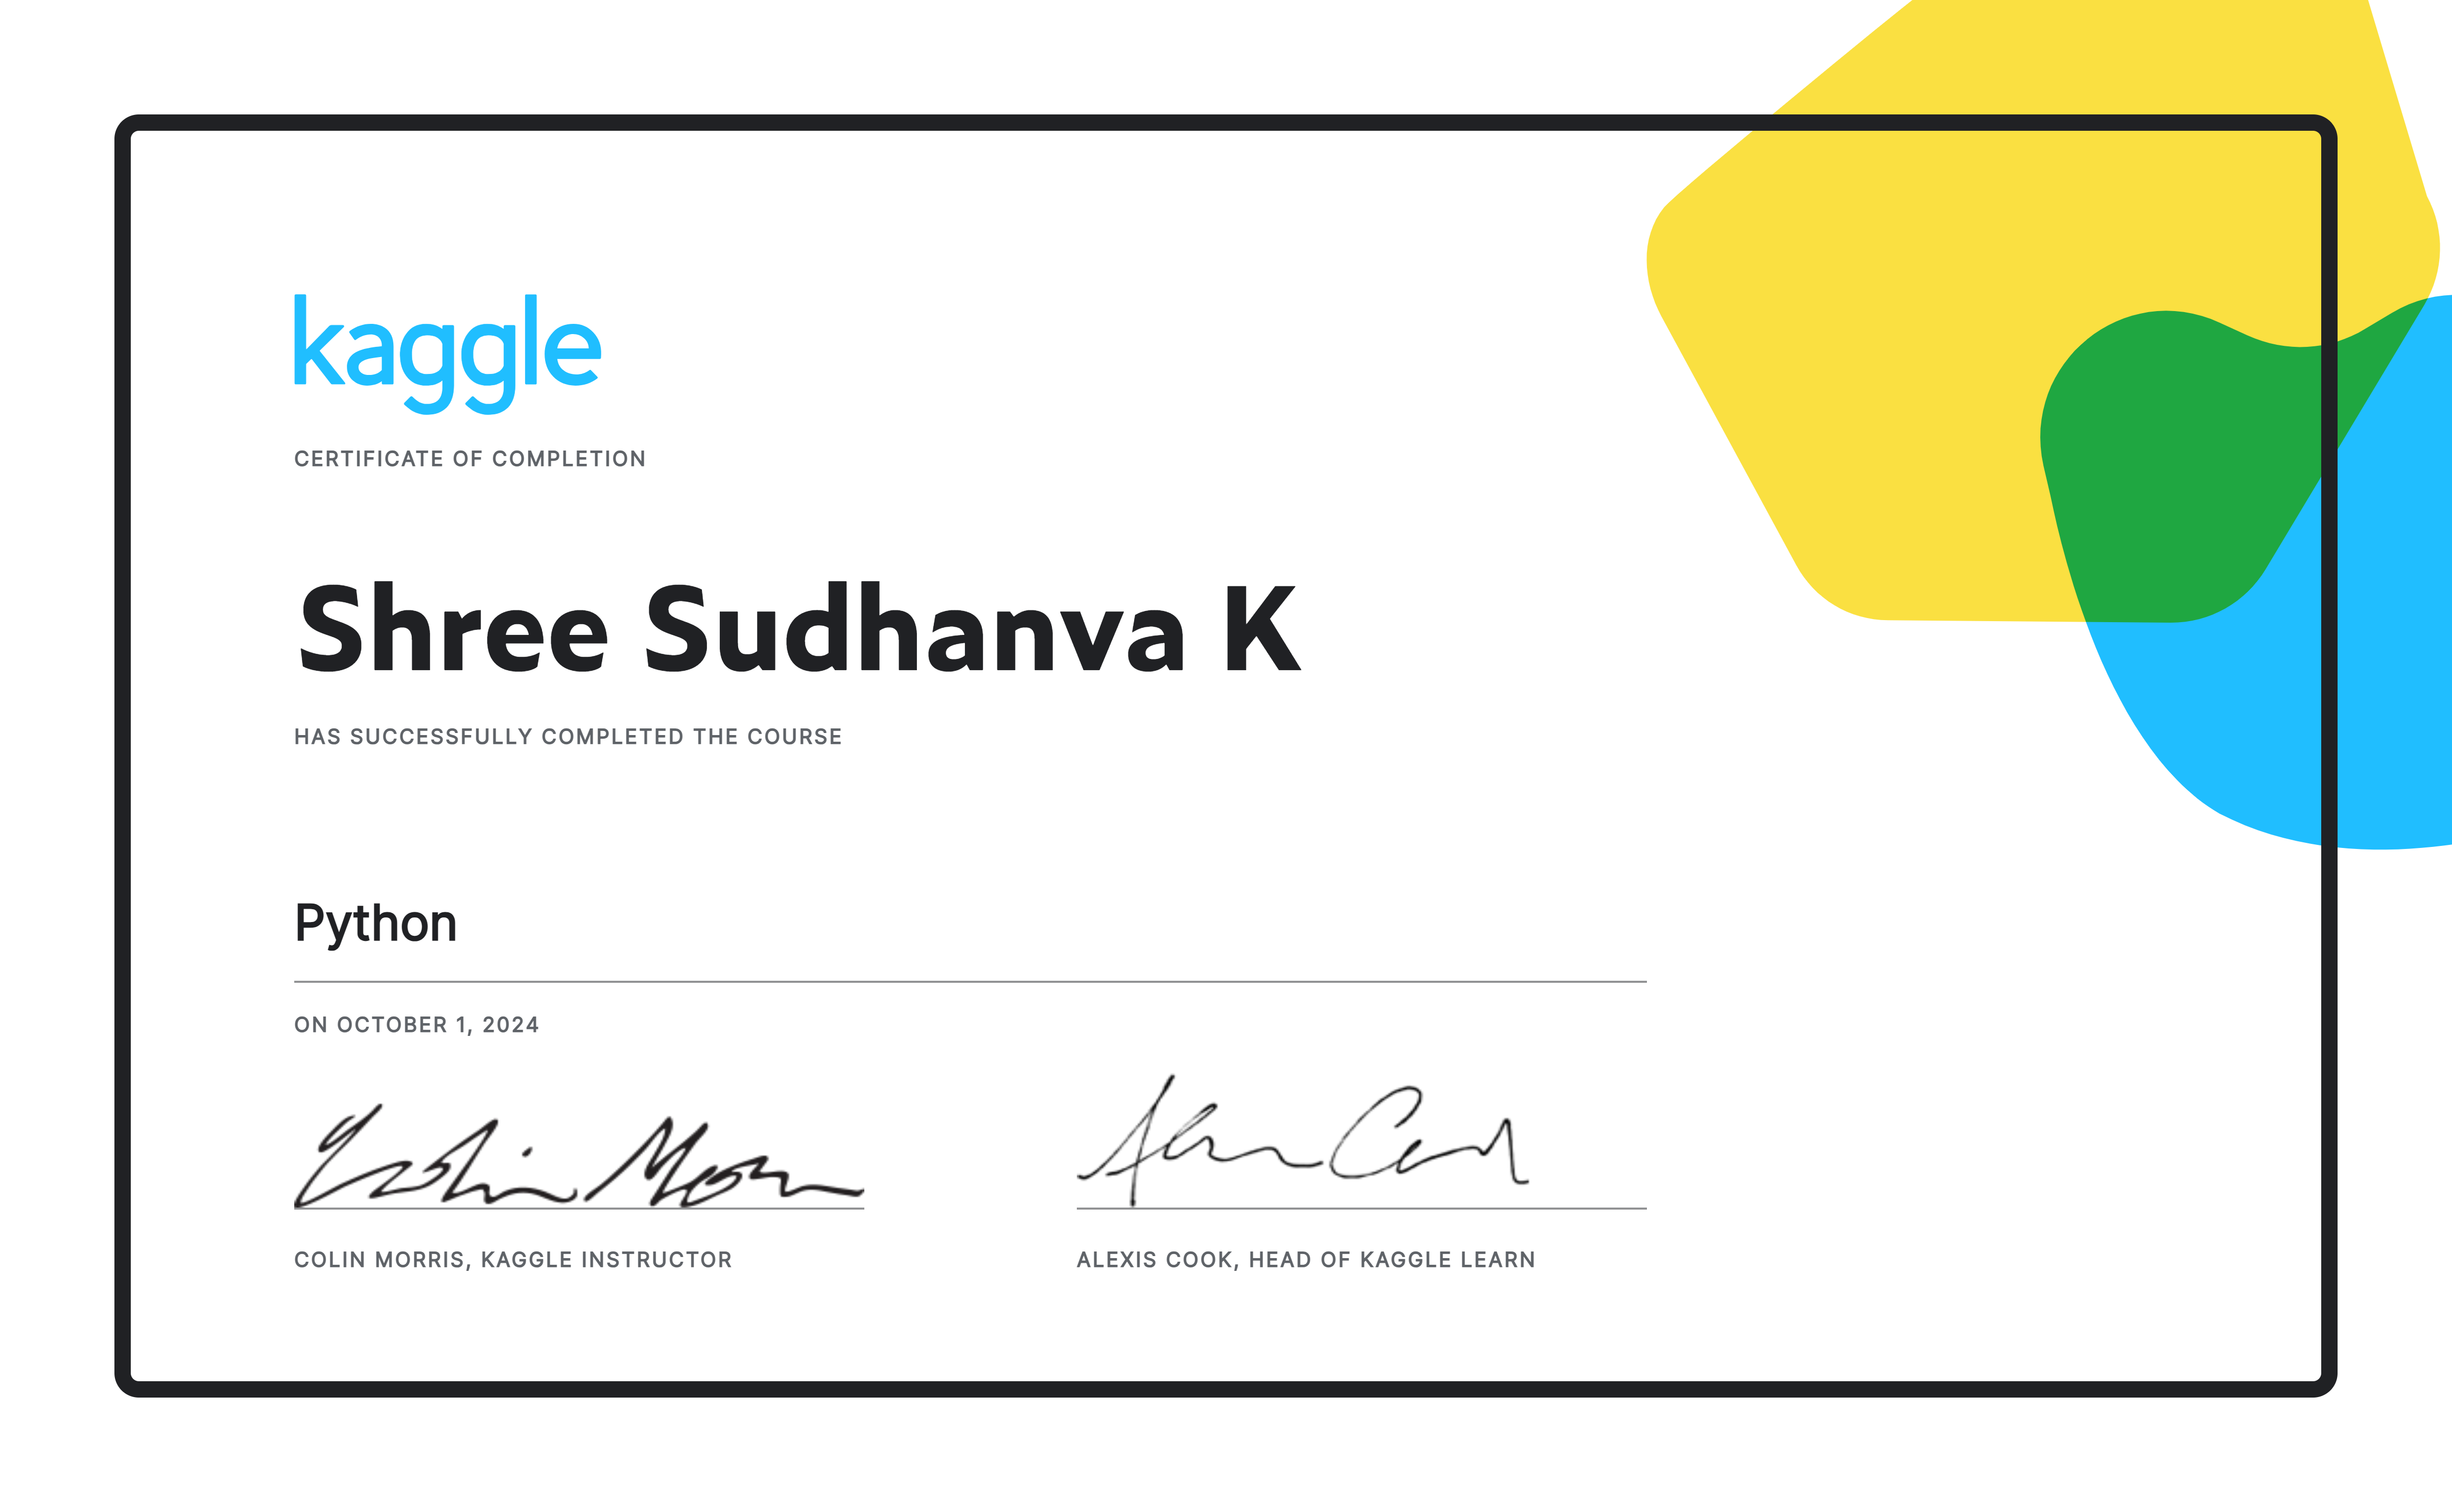 kaggle
CERTIFICATE OF COMPLETION
Shree Sudhanva K
HAS SUCCESSFULLY COMPLETED THE COURSE
Python
ON OCTOBER 1, 2024
COLIN MORRIS, KAGGLE INSTRUCTOR
ALEXIS COOK, HEAD OF KAGGLE LEARN